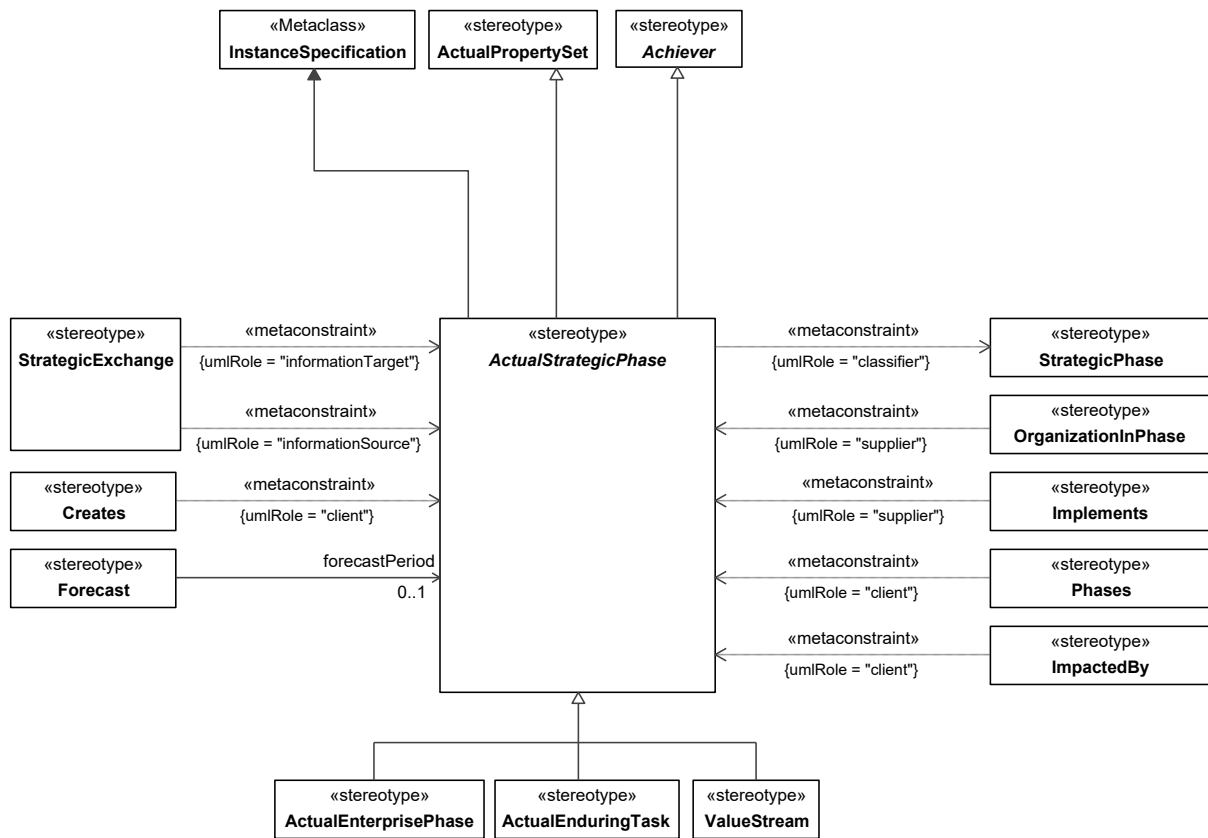 «Metaclass»
InstanceSpecification
«stereotype»
ActualPropertySet
«stereotype»
Achiever
«stereotype»
StrategicExchange
«metaconstraint»
{umlRole = "informationTarget"}
«metaconstraint»
{umlRole = "informationSource"}
«stereotype»
Creates
«metaconstraint»
{umlRole = "client"}
«stereotype»
Forecast
forecastPeriod
0..1
«stereotype»
ActualStrategicPhase
«metaconstraint»
{umlRole = "classifier"}
«stereotype»
StrategicPhase
«metaconstraint»
{umlRole = "supplier"}
«stereotype»
OrganizationInPhase
«metaconstraint»
{umlRole = "supplier"}
«stereotype»
Implements
«metaconstraint»
{umlRole = "client"}
«stereotype»
Phases
«metaconstraint»
{umlRole = "client"}
«stereotype»
ImpactedBy
«stereotype»
ActualEnterprisePhase
«stereotype»
ActualEnduringTask
«stereotype»
ValueStream